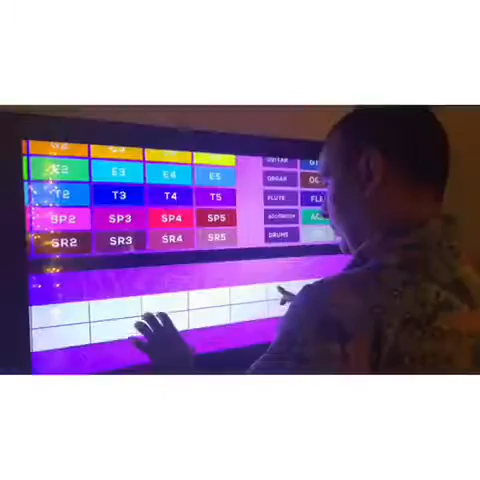 GUITAR
E2 E3 E4 E5 ORGAN
T2 T3 T4 T5 FLUTE
SP2 SP3 SP4 SP5
SR2 SR3 SR4 SR5 DRUMS